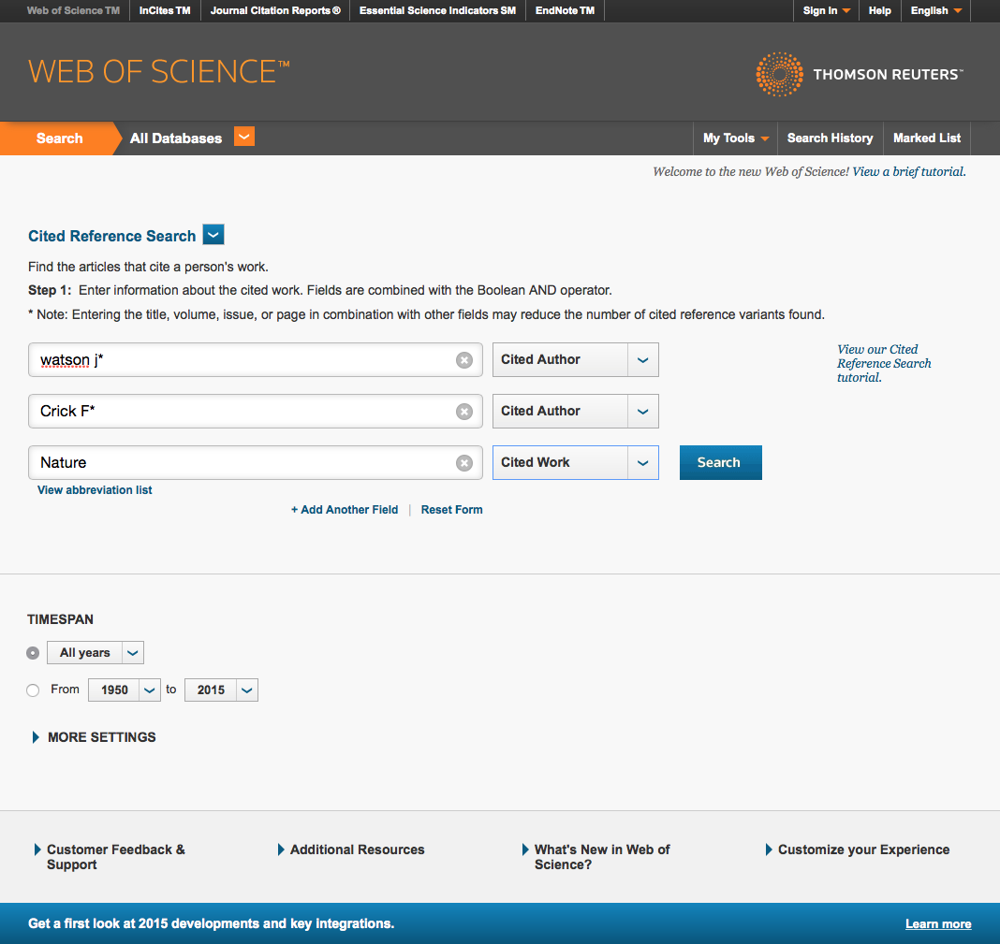 Web of Science TM InCites TM Journal Citation Reports ® Essential Science Indicators SM EndNote TM Sign In Help English
WEB OF SCIENCE™
THOMSON REUTERS™
Search All Databases My Tools Search History Marked List
Welcome to the new Web of Science! View a brief tutorial.
Cited Reference Search
Find the articles that cite a person's work.
Step 1: Enter information about the cited work. Fields are combined with the Boolean AND operator.
* Note: Entering the title, volume, issue, or page in combination with other fields may reduce the number of cited reference variants found.
watson j* Cited Author
View our Cited
Reference Search
tutorial.
Crick F* Cited Author
Nature Cited Work Search
View abbreviation list
+ Add Another Field | Reset Form
TIMESPAN
All years
From 1950 to 2015
MORE SETTINGS
Customer Feedback &
Support
Additional Resources
What's New in Web of
Science?
Customize your Experience
Get a first look at 2015 developments and key integrations. Learn more